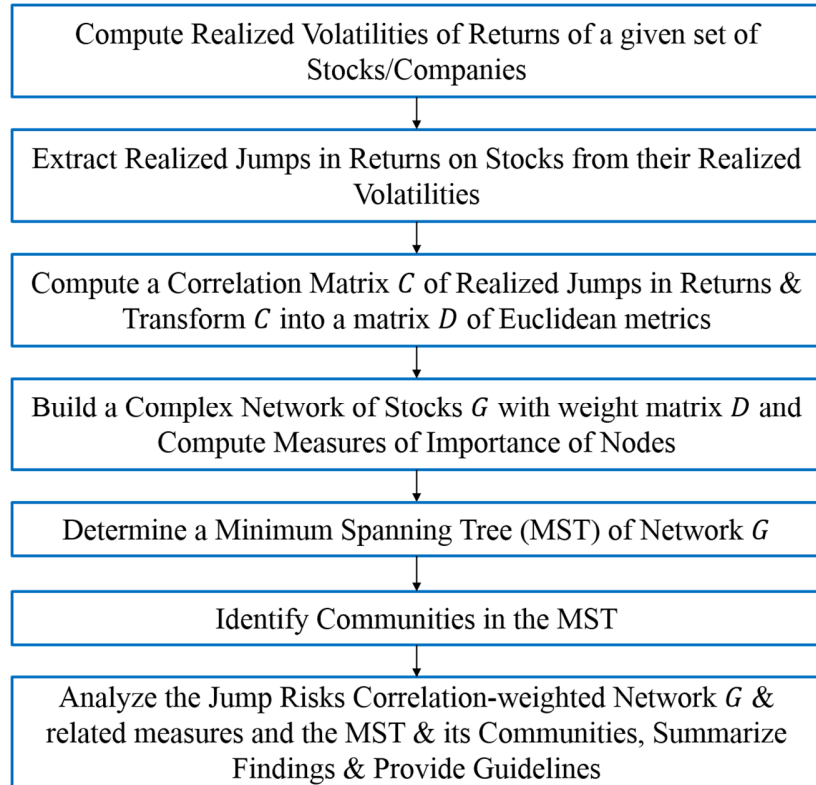 Compute Realized Volatilities of Returns of a given set of
Stocks/Companies
Extract Realized Jumps in Returns on Stocks from their Realized
Volatilities
Compute a Correlation Matrix C of Realized Jumps in Returns &
Transform C into a matrix D of Euclidean metrics
Build a Complex Network of Stocks G with weight matrix D and
Compute Measures of Importance of Nodes
Determine a Minimum Spanning Tree (MST) of Network G
Identify Communities in the MST
Analyze the Jump Risks Correlation-weighted Network G &
related measures and the MST & its Communities, Summarize
Findings & Provide Guidelines